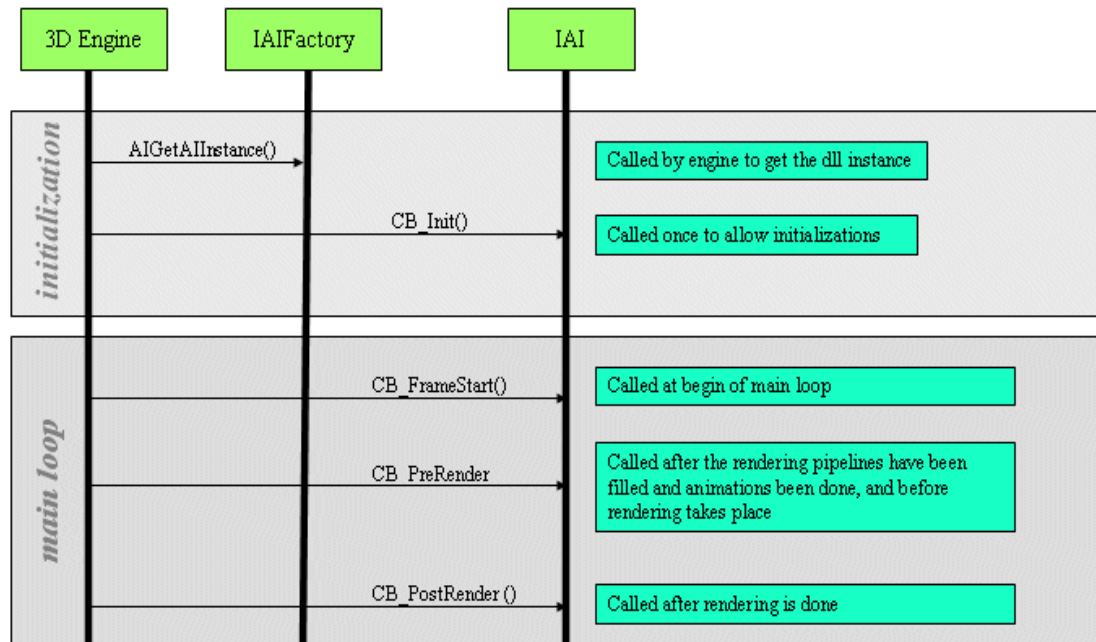 3D Engine
IAIFactory
IAI
initialization
AIGetAIInstance()
Called by engine to get the dll instance
CB_Init()
Called once to allow initializations
main loop
CB_FrameStart()
Called at begin of main loop
CB_PreRender
Called after the rendering pipelines have been
filled and animations been done, and before
rendering takes place
CB_PostRender ()
Called after rendering is done